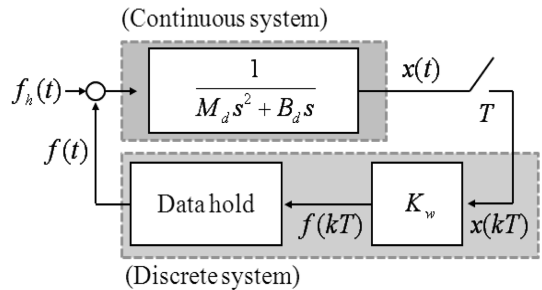 (Continuous system)
f_h(t)
1
M_d s^2 + B_d s
x(t)
T
f(t)
Data hold
f(kT)
K_w
x(kT)
(Discrete system)